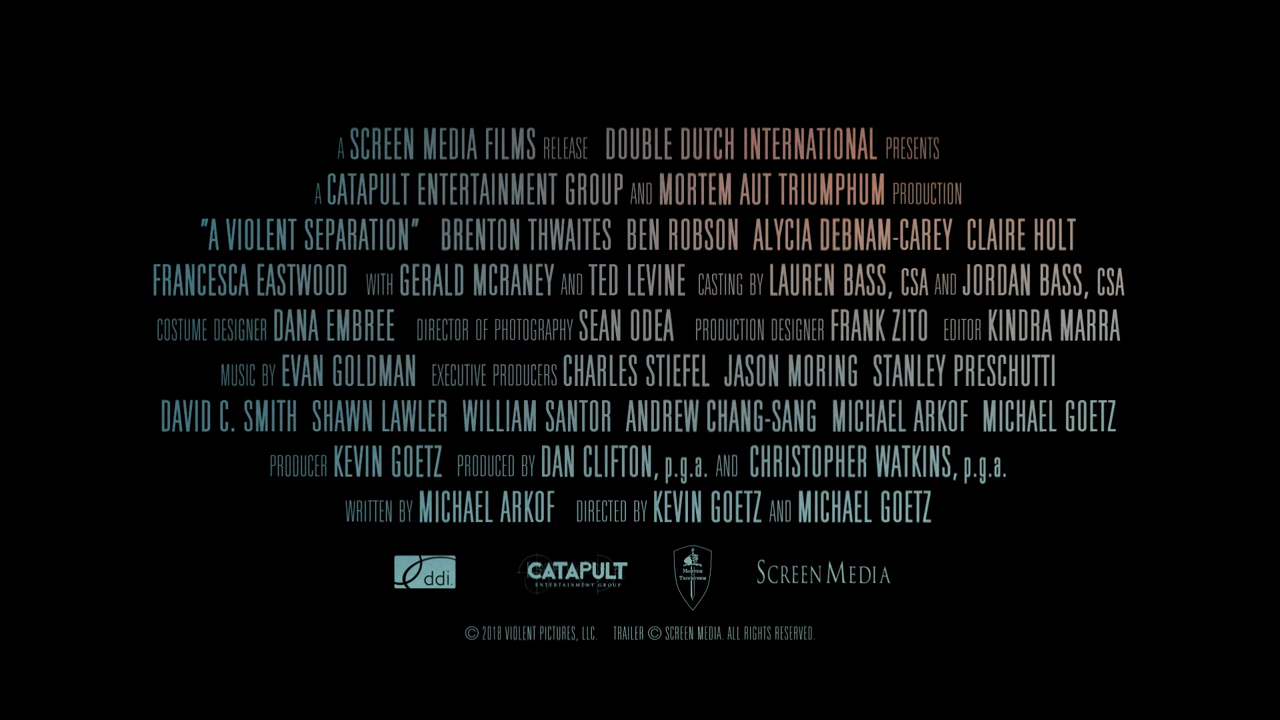 A SCREEN MEDIA FILMS RELEASE DOUBLE DUTCH INTERNATIONAL PRESENTS
A CATAPULT ENTERTAINMENT GROUP AND MORTEM AUT TRIUMPHUM PRODUCTION
"A VIOLENT SEPARATION" BRENTON THWAITES BEN ROBSON ALYCIA DEBNAM-CAREY CLAIRE HOLT
FRANCESCA EASTWOOD WITH GERALD MCRANEY AND TED LEVINE CASTING BY LAUREN BASS, CSA AND JORDAN BASS, CSA
COSTUME DESIGNER DANA EMBREE DIRECTOR OF PHOTOGRAPHY SEAN ODEA PRODUCTION DESIGNER FRANK ZITO EDITOR KINDRA MARRA
MUSIC BY EVAN GOLDMAN EXECUTIVE PRODUCERS CHARLES STIEFEL JASON MORING STANLEY PRESCHUTTI
DAVID C. SMITH SHAWN LAWLER WILLIAM SANTOR ANDREW CHANG-SANG MICHAEL ARKOF MICHAEL GOETZ
PRODUCER KEVIN GOETZ PRODUCED BY DAN CLIFTON, p.g.a. AND CHRISTOPHER WATKINS, p.g.a.
WRITTEN BY MICHAEL ARKOF DIRECTED BY KEVIN GOETZ AND MICHAEL GOETZ
ddi.
CATAPULT
ENTERTAINMENT GROUP
SCREEN MEDIA
© 2018 VIOLENT PICTURES, LLC. TRAILER © SCREEN MEDIA. ALL RIGHTS RESERVED.